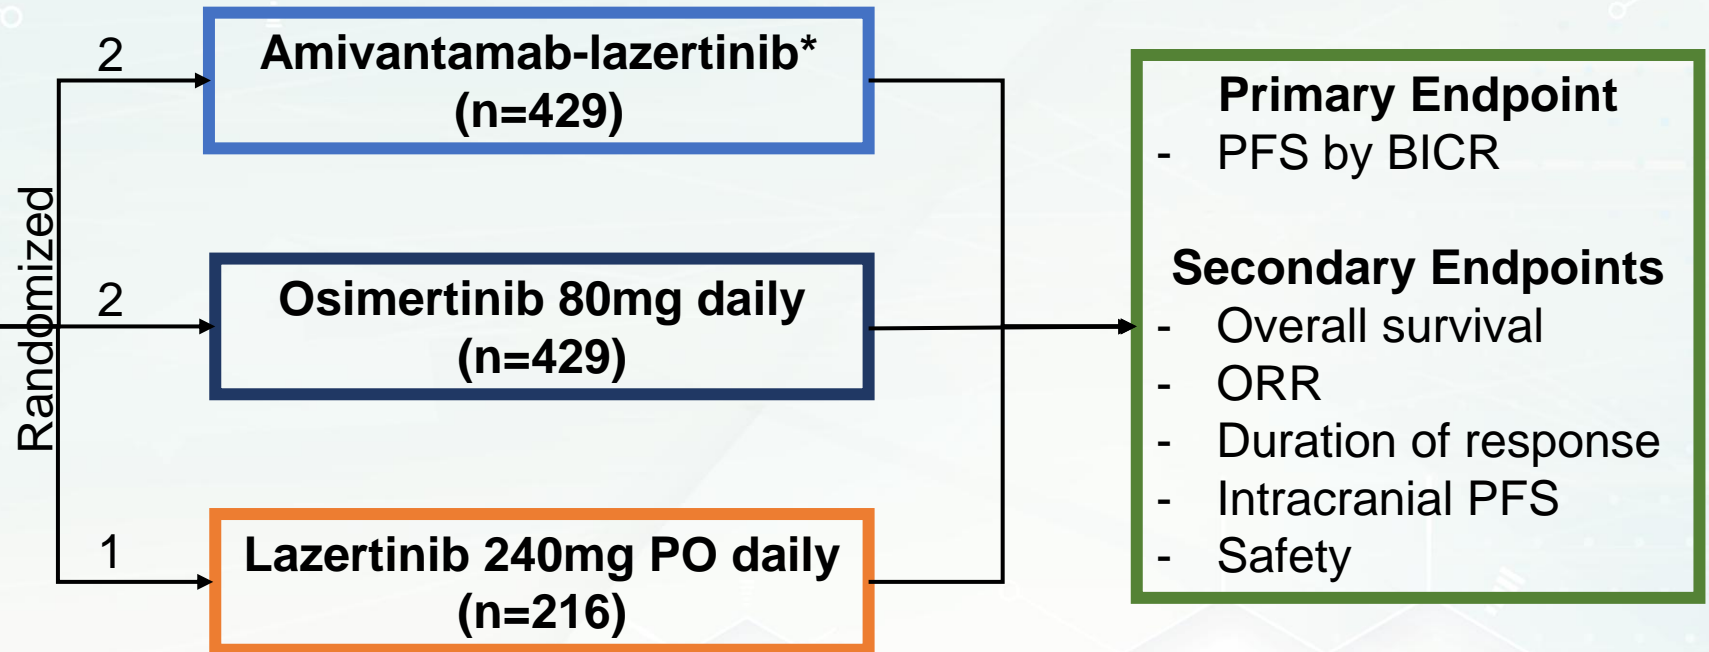 Randomized
2
Amivantamab-lazertinib*
(n=429)
2
Osimertinib 80mg daily
(n=429)
1
Lazertinib 240mg PO daily
(n=216)
Primary Endpoint
- PFS by BICR
Secondary Endpoints
- Overall survival
- ORR
- Duration of response
- Intracranial PFS
- Safety